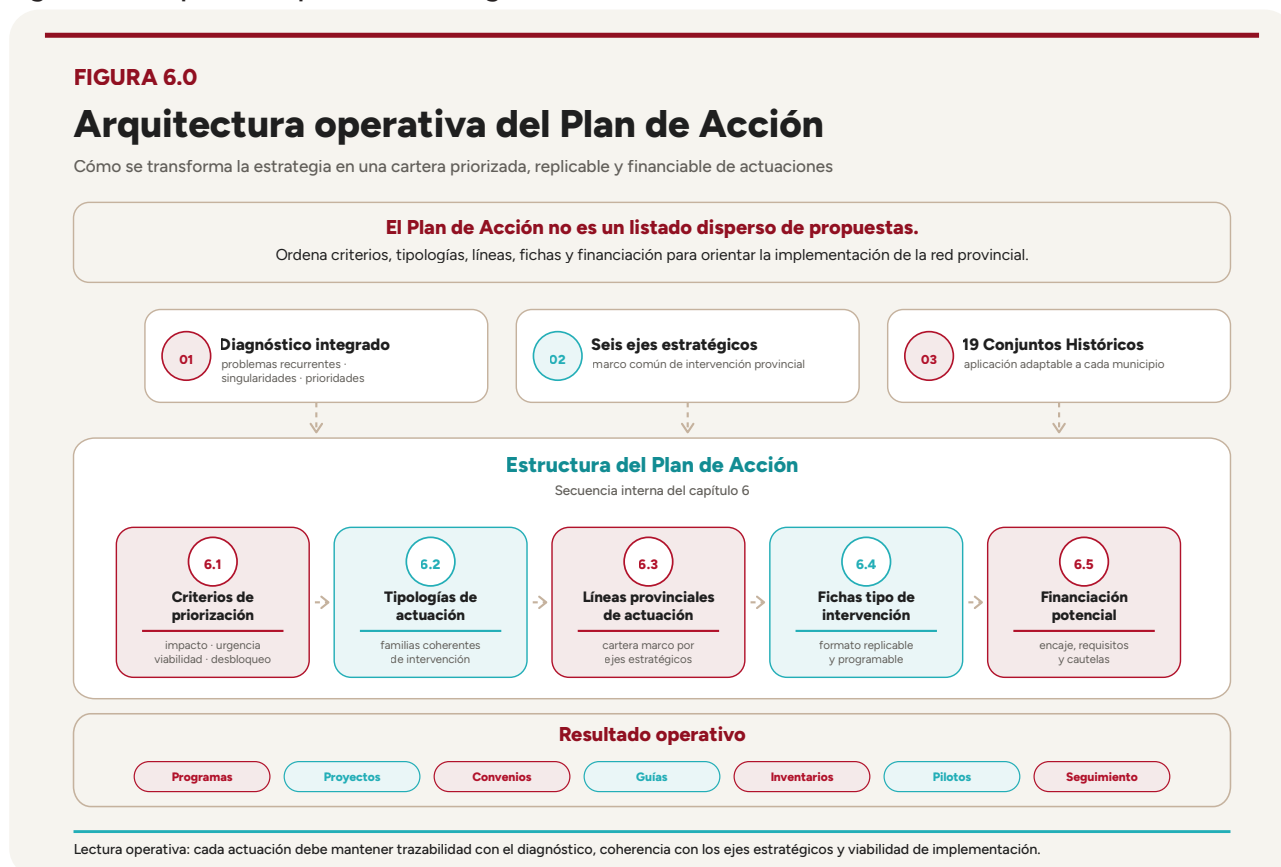 FIGURA 6.0
Arquitectura operativa del Plan de Acción
Cómo se transforma la estrategia en una cartera priorizada, replicable y financiable de actuaciones
El Plan de Acción no es un listado disperso de propuestas.
Ordena criterios, tipologías, líneas, fichas y financiación para orientar la implementación de la red provincial.
01
Diagnóstico integrado
problemas recurrentes ·
singularidades · prioridades
02
Seis ejes estratégicos
marco común de intervención provincial
03
19 Conjuntos Históricos
aplicación adaptable a cada municipio
Estructura del Plan de Acción
Secuencia interna del capítulo 6
6.1
Criterios de
priorización
impacto · urgencia
viabilidad · desbloqueo
6.2
Tipologías de
actuación
familias coherentes
de intervención
6.3
Líneas provinciales
de actuación
cartera marco por
ejes estratégicos
6.4
Fichas tipo de
intervención
formato replicable
y programable
6.5
Financiación
potencial
encaje, requisitos
y cautelas
Resultado operativo
Programas
Proyectos
Convenios
Guías
Inventarios
Pilotos
Seguimiento
Lectura operativa: cada actuación debe mantener trazabilidad con el diagnóstico, coherencia con los ejes estratégicos y viabilidad de implementación.